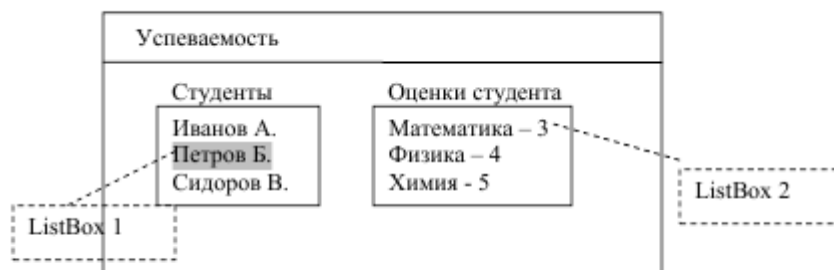 Успеваемость
Студенты
Иванов А.
Петров Б.
Сидоров В.
Оценки студента
Математика – 3
Физика – 4
Химия - 5
ListBox 1
ListBox 2